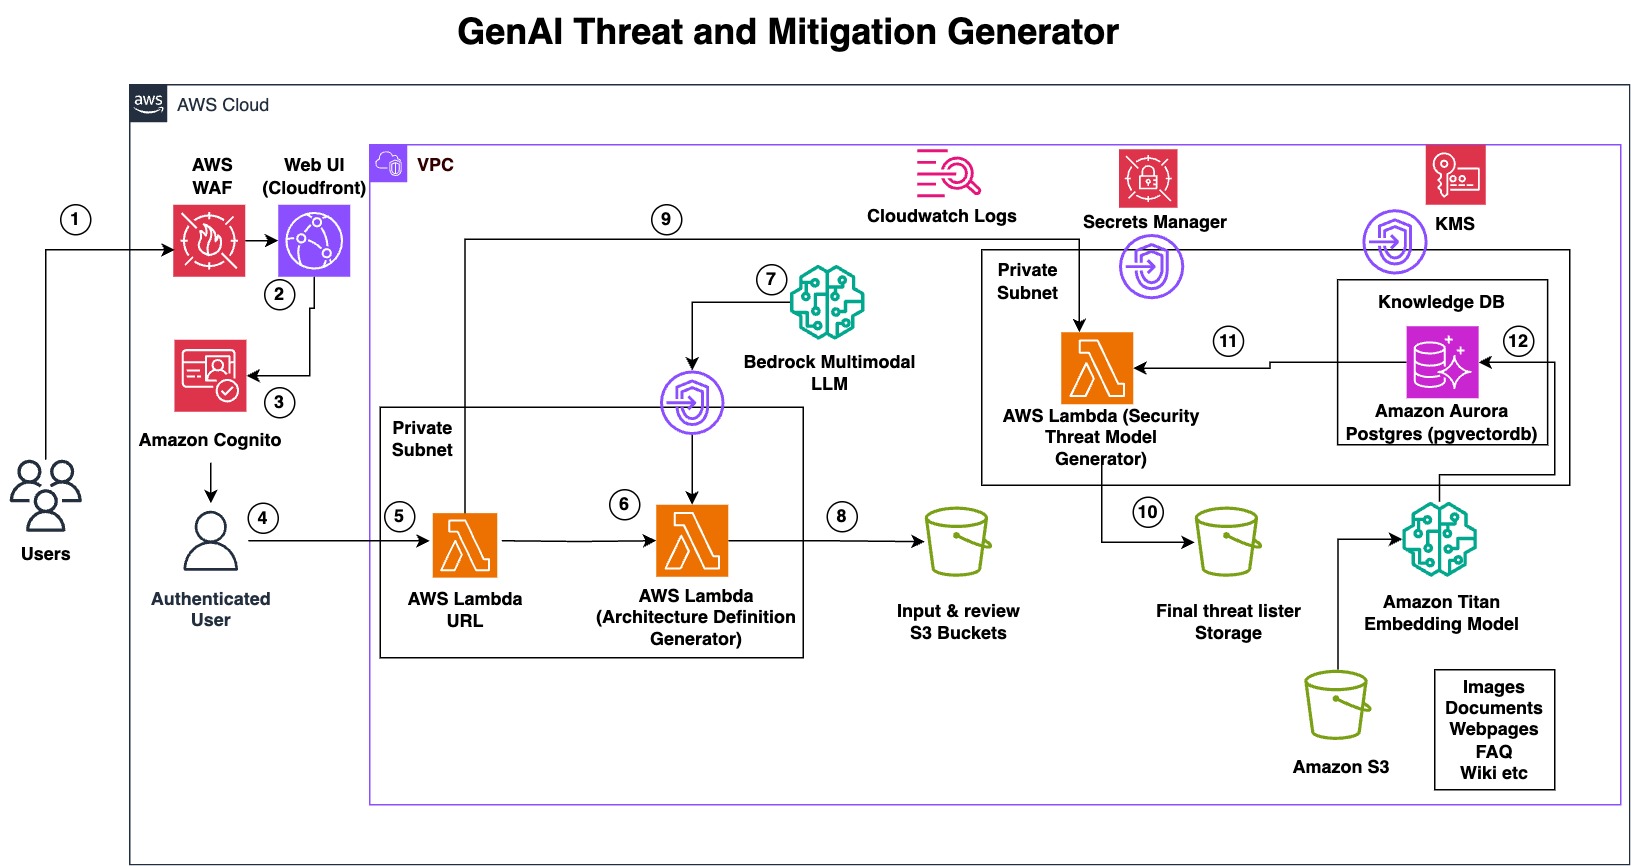 GenAI Threat and Mitigation Generator
aws
AWS Cloud
AWS
WAF
Web UI
(Cloudfront)
VPC
Cloudwatch Logs
Secrets Manager
KMS
1
2
3
Amazon Cognito
Users
4
Authenticated
User
5
Private
Subnet
AWS Lambda
URL
6
AWS Lambda
(Architecture Definition
Generator)
7
Bedrock Multimodal
LLM
8
Input & review
S3 Buckets
9
Private
Subnet
AWS Lambda (Security
Threat Model
Generator)
10
Final threat lister
Storage
11
Knowledge DB
12
Amazon Aurora
Postgres (pgvectordb)
Amazon Titan
Embedding Model
Amazon S3
Images
Documents
Webpages
FAQ
Wiki etc